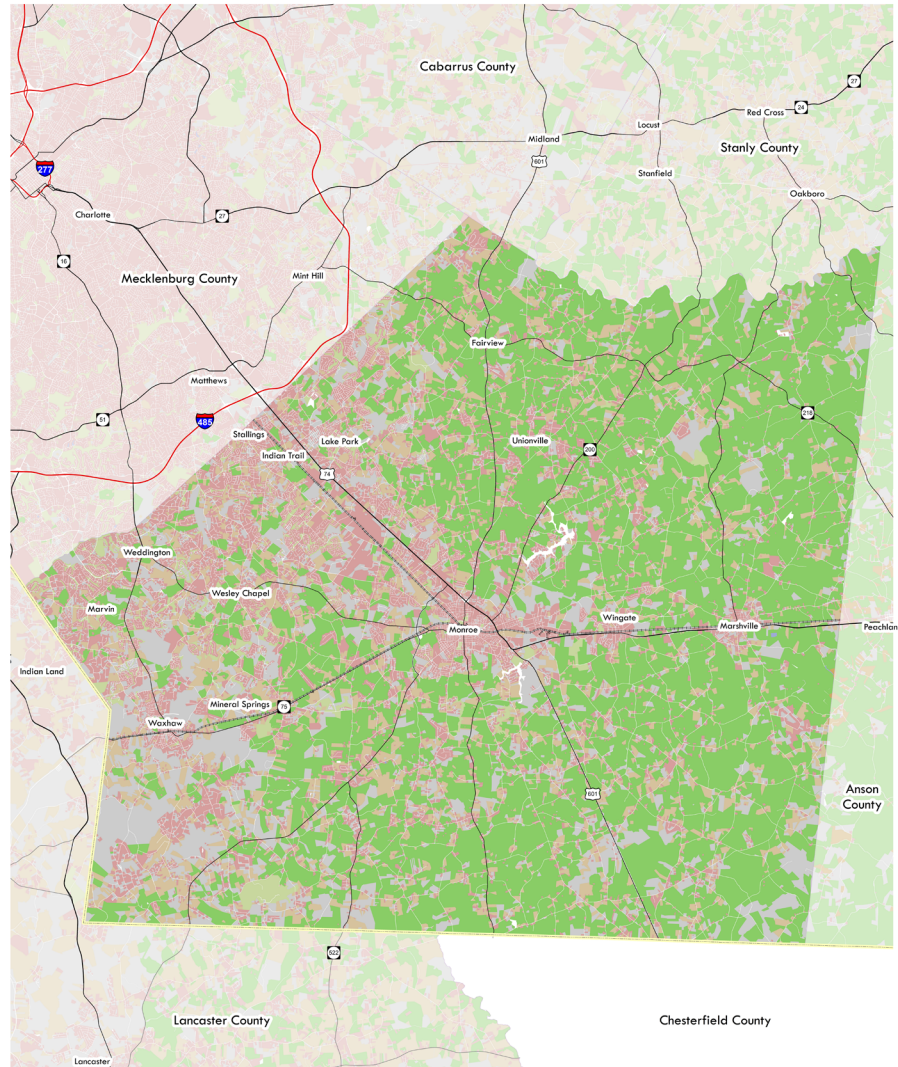 Cabarrus County
27
24
Red Cross
Locust
Midland
Stanly County
601
277
Stanfield
Oakboro
Charlotte
27
16
Mint Hill
Mecklenburg County
Fairview
Matthews
218
51
485
Stallings
Lake Park
Unionville
200
Indian Trail
74
Weddington
Wesley Chapel
Marvin
Wingate
Monroe
Marshville
Peachlan
Indian Land
Mineral Springs
75
Waxhaw
601
Anson
County
522
Lancaster County
Chesterfield County
Lancaster